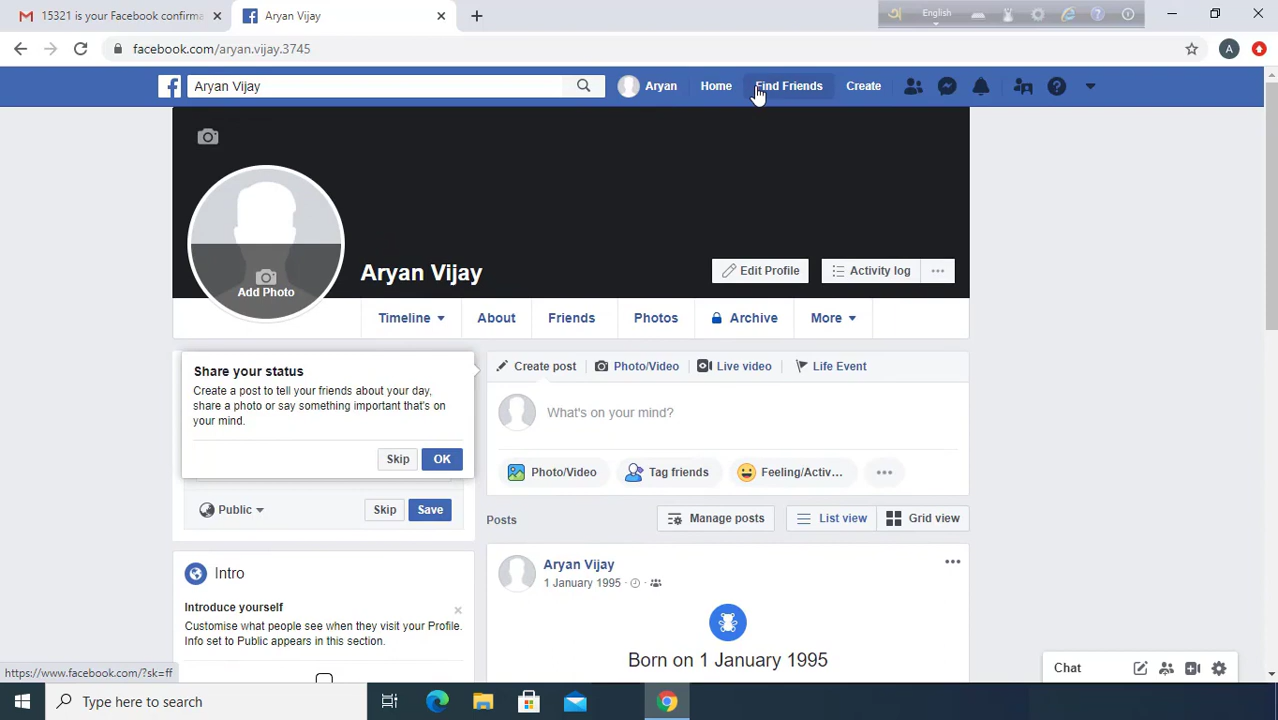 15321 is your Facebook confirma
Aryan Vijay
English
facebook.com/aryan.vijay.3745
A
Aryan Vijay
Aryan
Home
Find Friends
Create
Add Photo
Aryan Vijay
Edit Profile
Activity log
Timeline
About
Friends
Photos
Archive
More
Share your status
Create a post to tell your friends about your day,
share a photo or say something important that's on
your mind.
Skip
OK
Public
Skip
Save
Create post
Photo/Video
Live video
Life Event
What's on your mind?
Photo/Video
Tag friends
Feeling/Activ...
Posts
Manage posts
List view
Grid view
Intro
Introduce yourself
Customise what people see when they visit your Profile.
Info set to Public appears in this section.
Aryan Vijay
1 January 1995
Born on 1 January 1995
https://www.facebook.com/?sk=ff
Chat
Type here to search